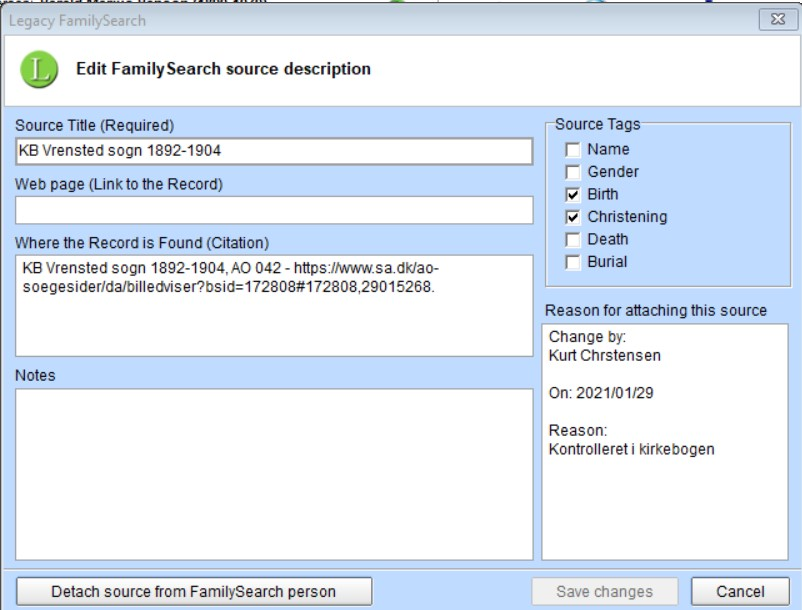 Legacy FamilySearch
L Edit FamilySearch source description
Source Title (Required)
KB Vrensted sogn 1892-1904
Web page (Link to the Record)
Where the Record is Found (Citation)
KB Vrensted sogn 1892-1904, AO 042 - https://www.sa.dk/ao-
soegesider/da/billedviser?bsid=172808#172808,29015268.
Notes
Source Tags
Name
Gender
Birth
Christening
Death
Burial
Reason for attaching this source
Change by:
Kurt Chrstensen
On: 2021/01/29
Reason:
Kontrolleret i kirkebogen
Detach source from FamilySearch person
Save changes
Cancel